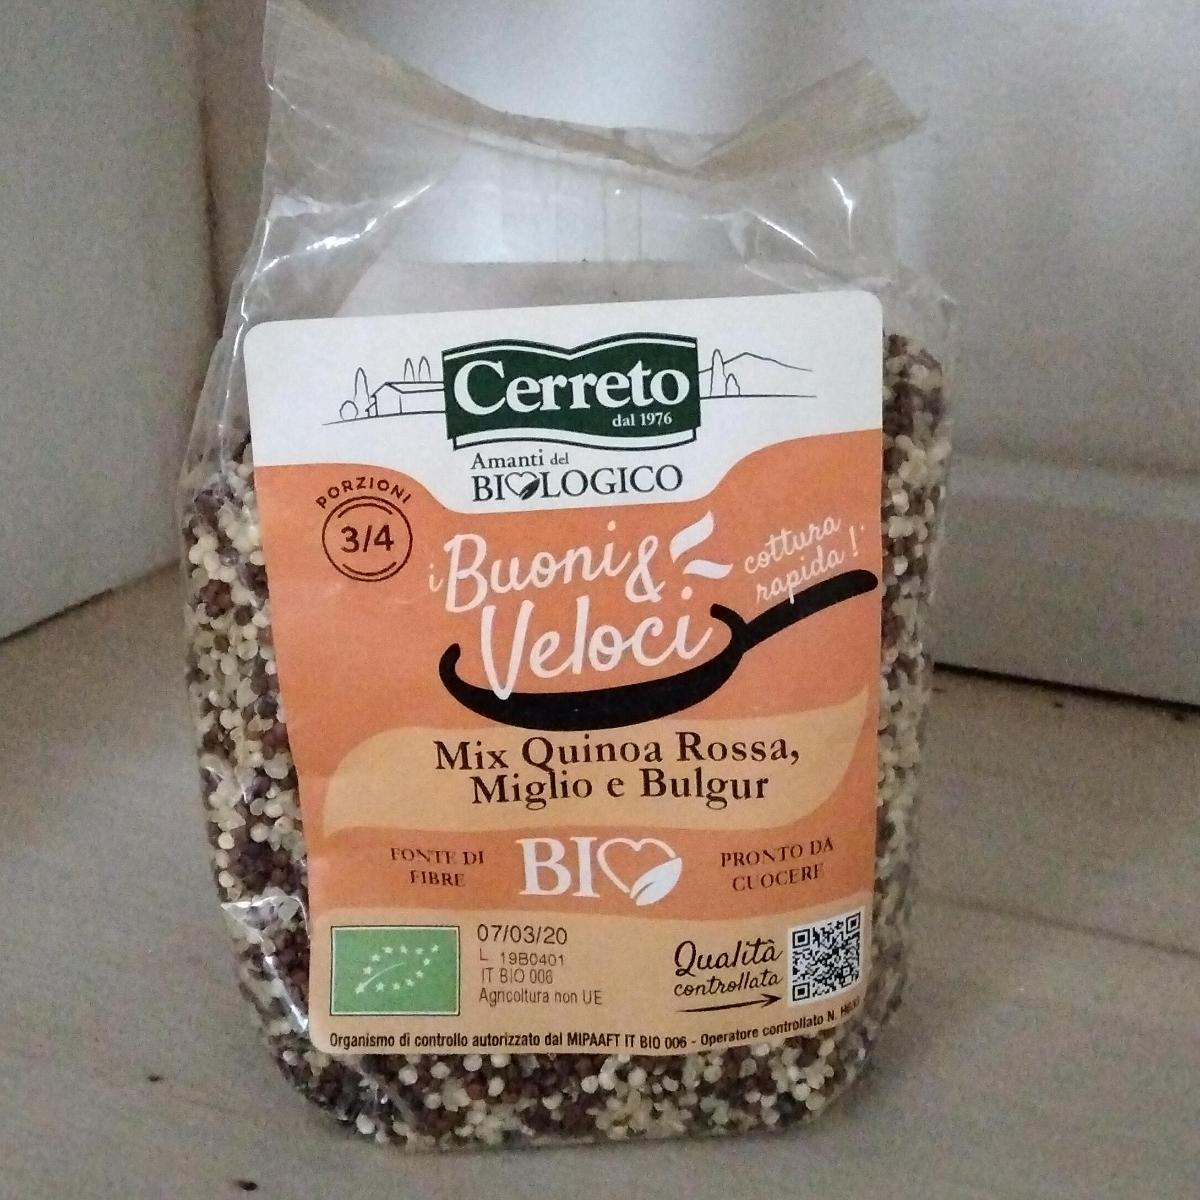 Cerreto
dal 1976
Amanti del
BIOLOGICO
PORZIONI
3/4
i Buoni &
Veloci
cottura
rapida!
Mix Quinoa Rossa,
Miglio e Bulgur
FONTE DI
FIBRE
BIO
PRONTO DA
CUOCERE
07/03/20
L 19B0401
IT BIO 006
Agricoltura non UE
Qualità
controllata
Organismo di controllo autorizzato dal MIPAAFT IT BIO 006 - Operatore controllato N.